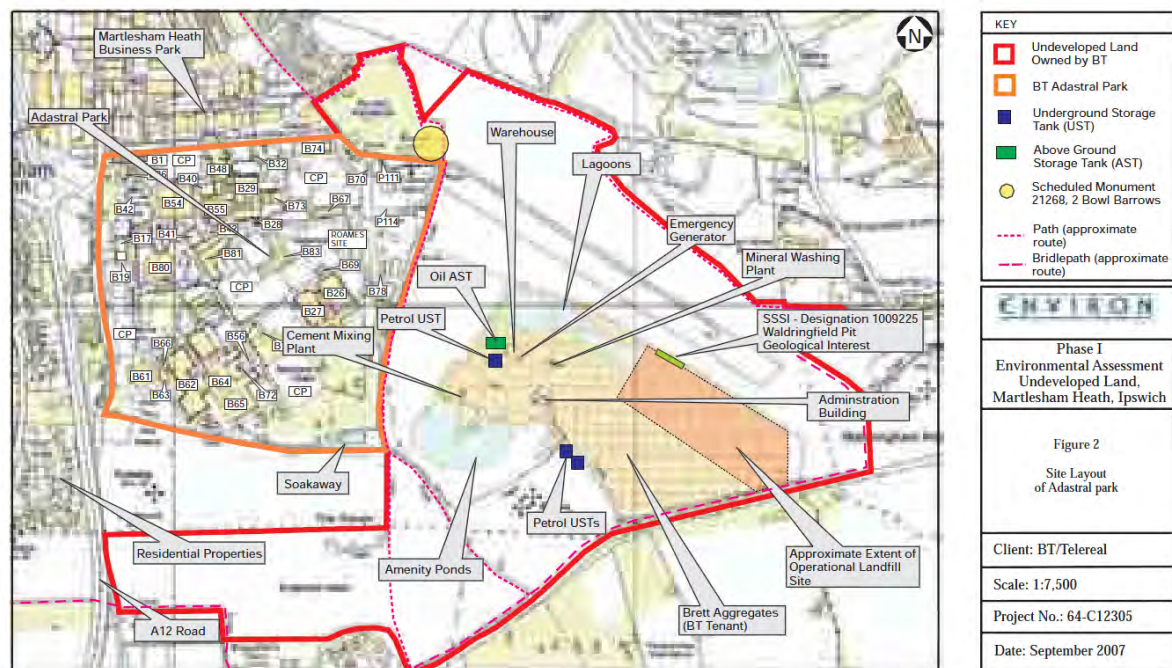 Martlesham Heath
Business Park
Adastral Park
Warehouse
Lagoons
Emergency
Generator
Mineral Washing
Plant
Oil AST
Petrol UST
Cement Mixing
Plant
SSSI - Designation 1009225
Waldringfield Pit
Geological Interest
Adminstration
Building
Soakaway
Residential Properties
Amenity Ponds
Petrol USTs
Approximate Extent of
Operational Landfill
Site
Brett Aggregates
(BT Tenant)
A12 Road
N
B1
CP
B74
B32
B48
B40
B29
CP
B70
P111
B42
B54
B55
B73
B67
B28
P114
B17
B41
ROAMES
SITE
B81
B83
B19
B80
B69
CP
B26
B78
B27
CP
B56
B66
B61
B62
B64
B63
B65
B72
CP
KEY
Undeveloped Land
Owned by BT
BT Adastral Park
Underground Storage
Tank (UST)
Above Ground
Storage Tank (AST)
Scheduled Monument
21268, 2 Bowl Barrows
Path (approximate
route)
Bridlepath (approximate
route)
ENVIRON
Phase I
Environmental Assessment
Undeveloped Land,
Martlesham Heath, Ipswich
Figure 2
Site Layout
of Adastral park
Client: BT/Telereal
Scale: 1:7,500
Project No.: 64-C12305
Date: September 2007